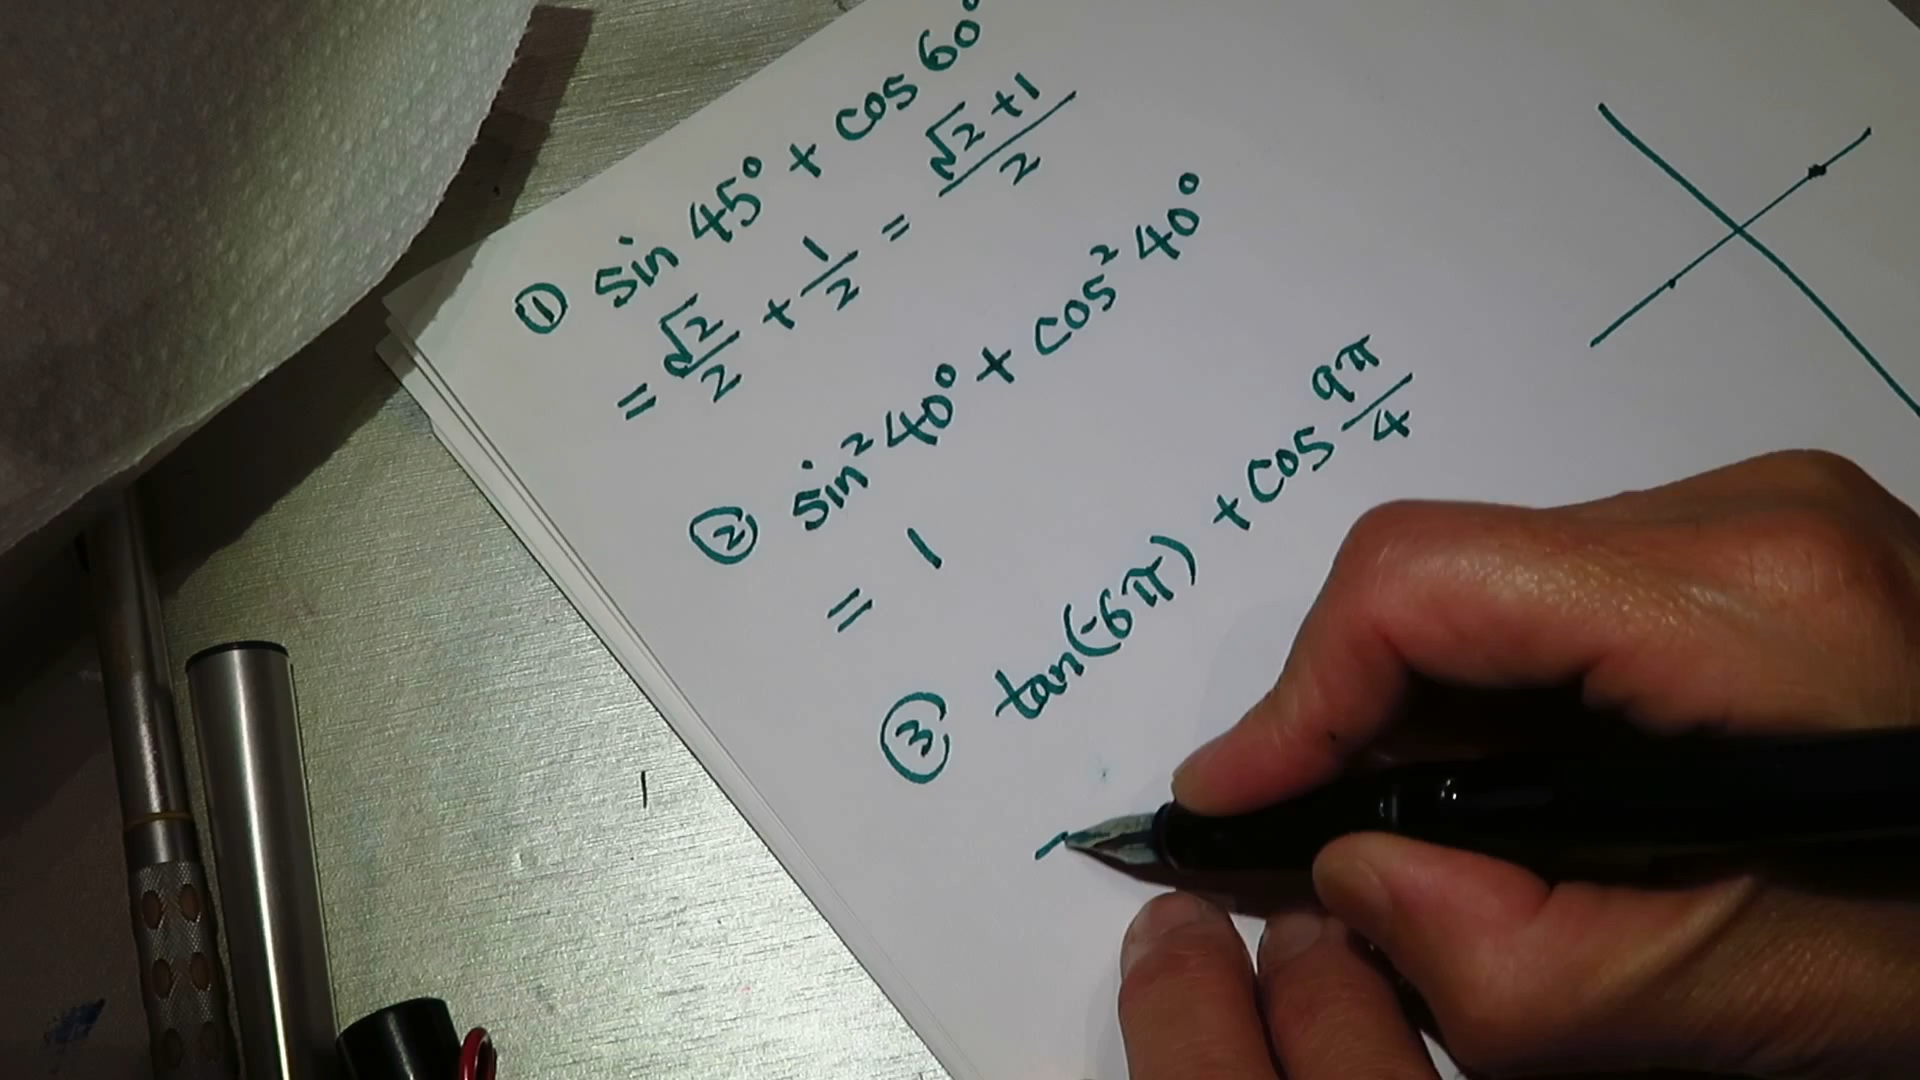 ① sin 45° + cos 60°
= √2/2 + 1/2 = (√2 + 1)/2
② sin² 40° + cos² 40°
= 1
③ tan(-6π) + cos 9π/4